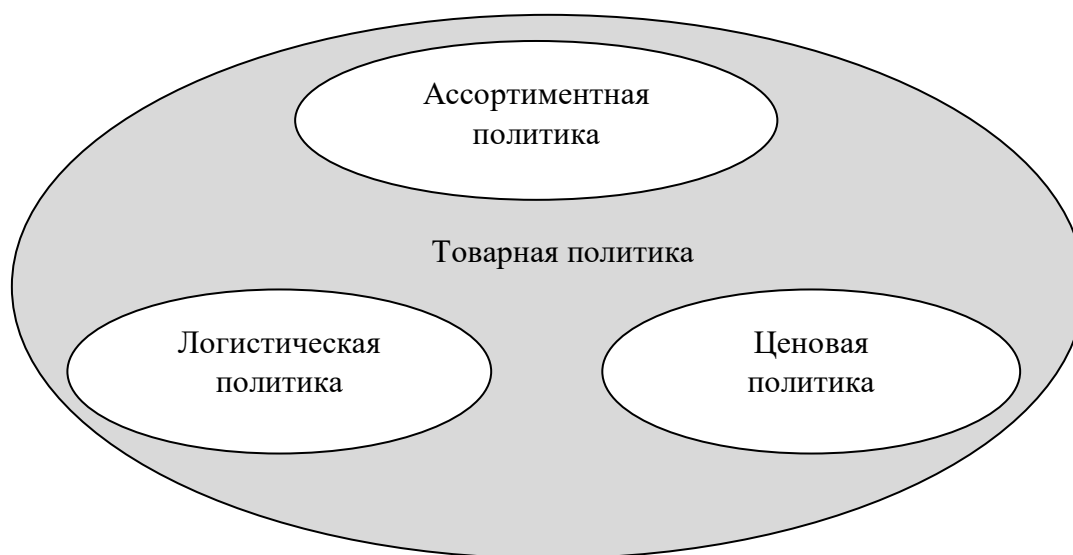 Ассортиментная
политика
Товарная политика
Логистическая
политика
Ценовая
политика